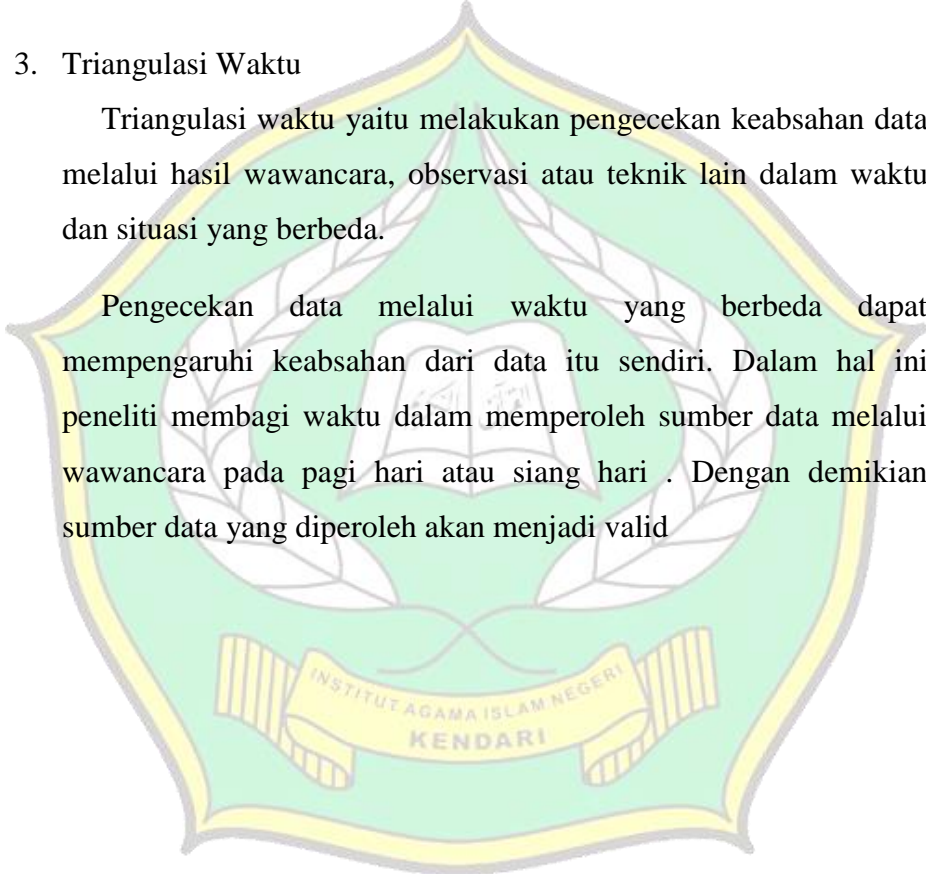 3. Triangulasi Waktu
Triangulasi waktu yaitu melakukan pengecekan keabsahan data
melalui hasil wawancara, observasi atau teknik lain dalam waktu
dan situasi yang berbeda.
Pengecekan data melalui waktu yang berbeda dapat
mempengaruhi keabsahan dari data itu sendiri. Dalam hal ini
peneliti membagi waktu dalam memperoleh sumber data melalui
wawancara pada pagi hari atau siang hari . Dengan demikian
sumber data yang diperoleh akan menjadi valid
INSTITUT AGAMA ISLAM NEGERI
KENDARI